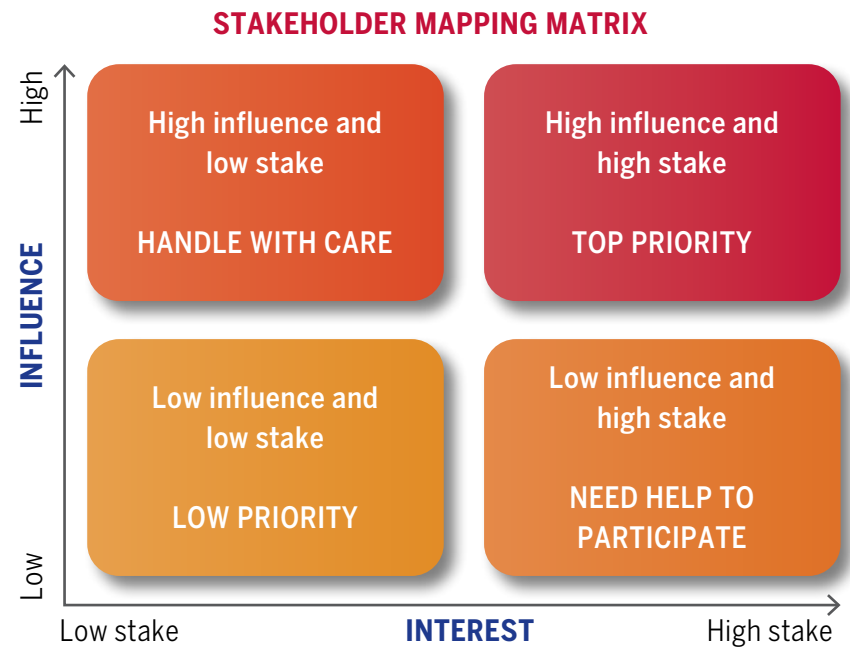 STAKEHOLDER MAPPING MATRIX
High
INFLUENCE
Low
High influence and
low stake
HANDLE WITH CARE
High influence and
high stake
TOP PRIORITY
Low influence and
low stake
LOW PRIORITY
Low influence and
high stake
NEED HELP TO
PARTICIPATE
Low stake
INTEREST
High stake